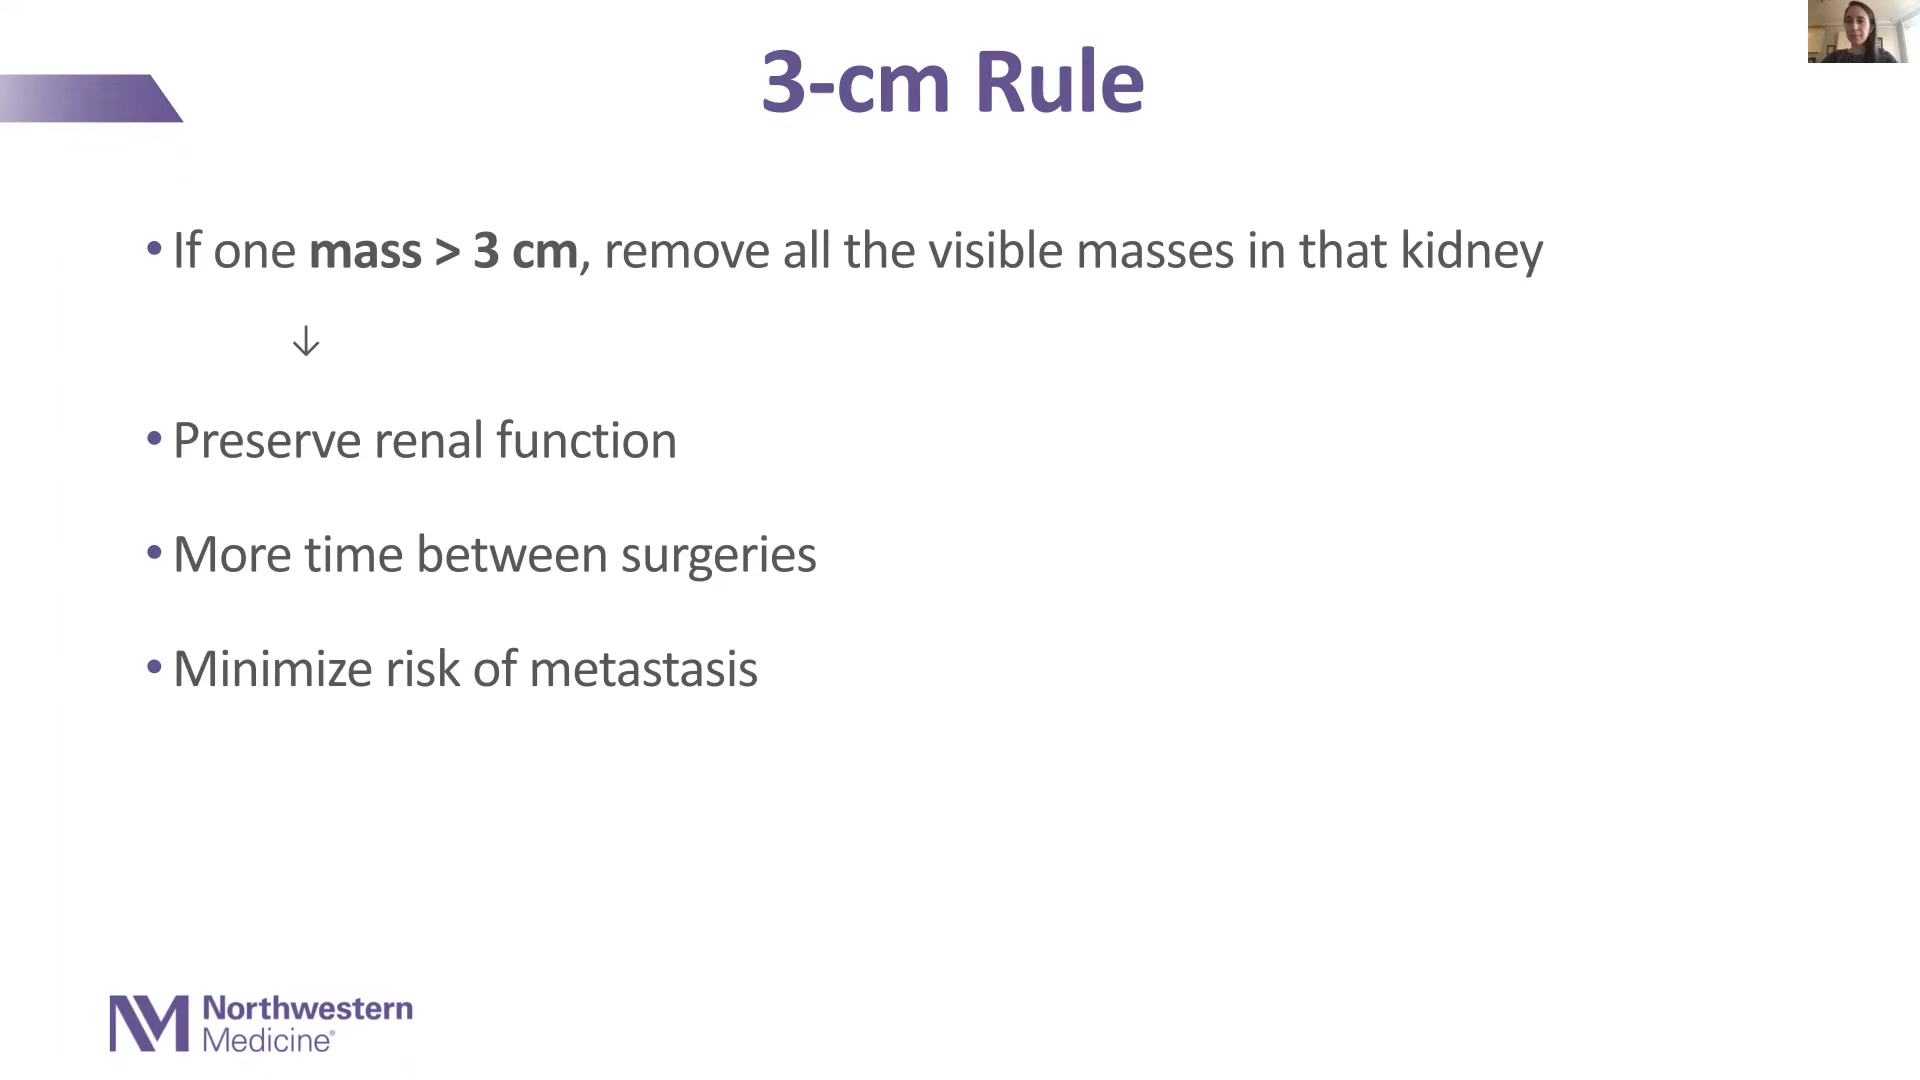 3-cm Rule
• If one mass > 3 cm, remove all the visible masses in that kidney
↓
• Preserve renal function
• More time between surgeries
• Minimize risk of metastasis
NM Northwestern
Medicine®